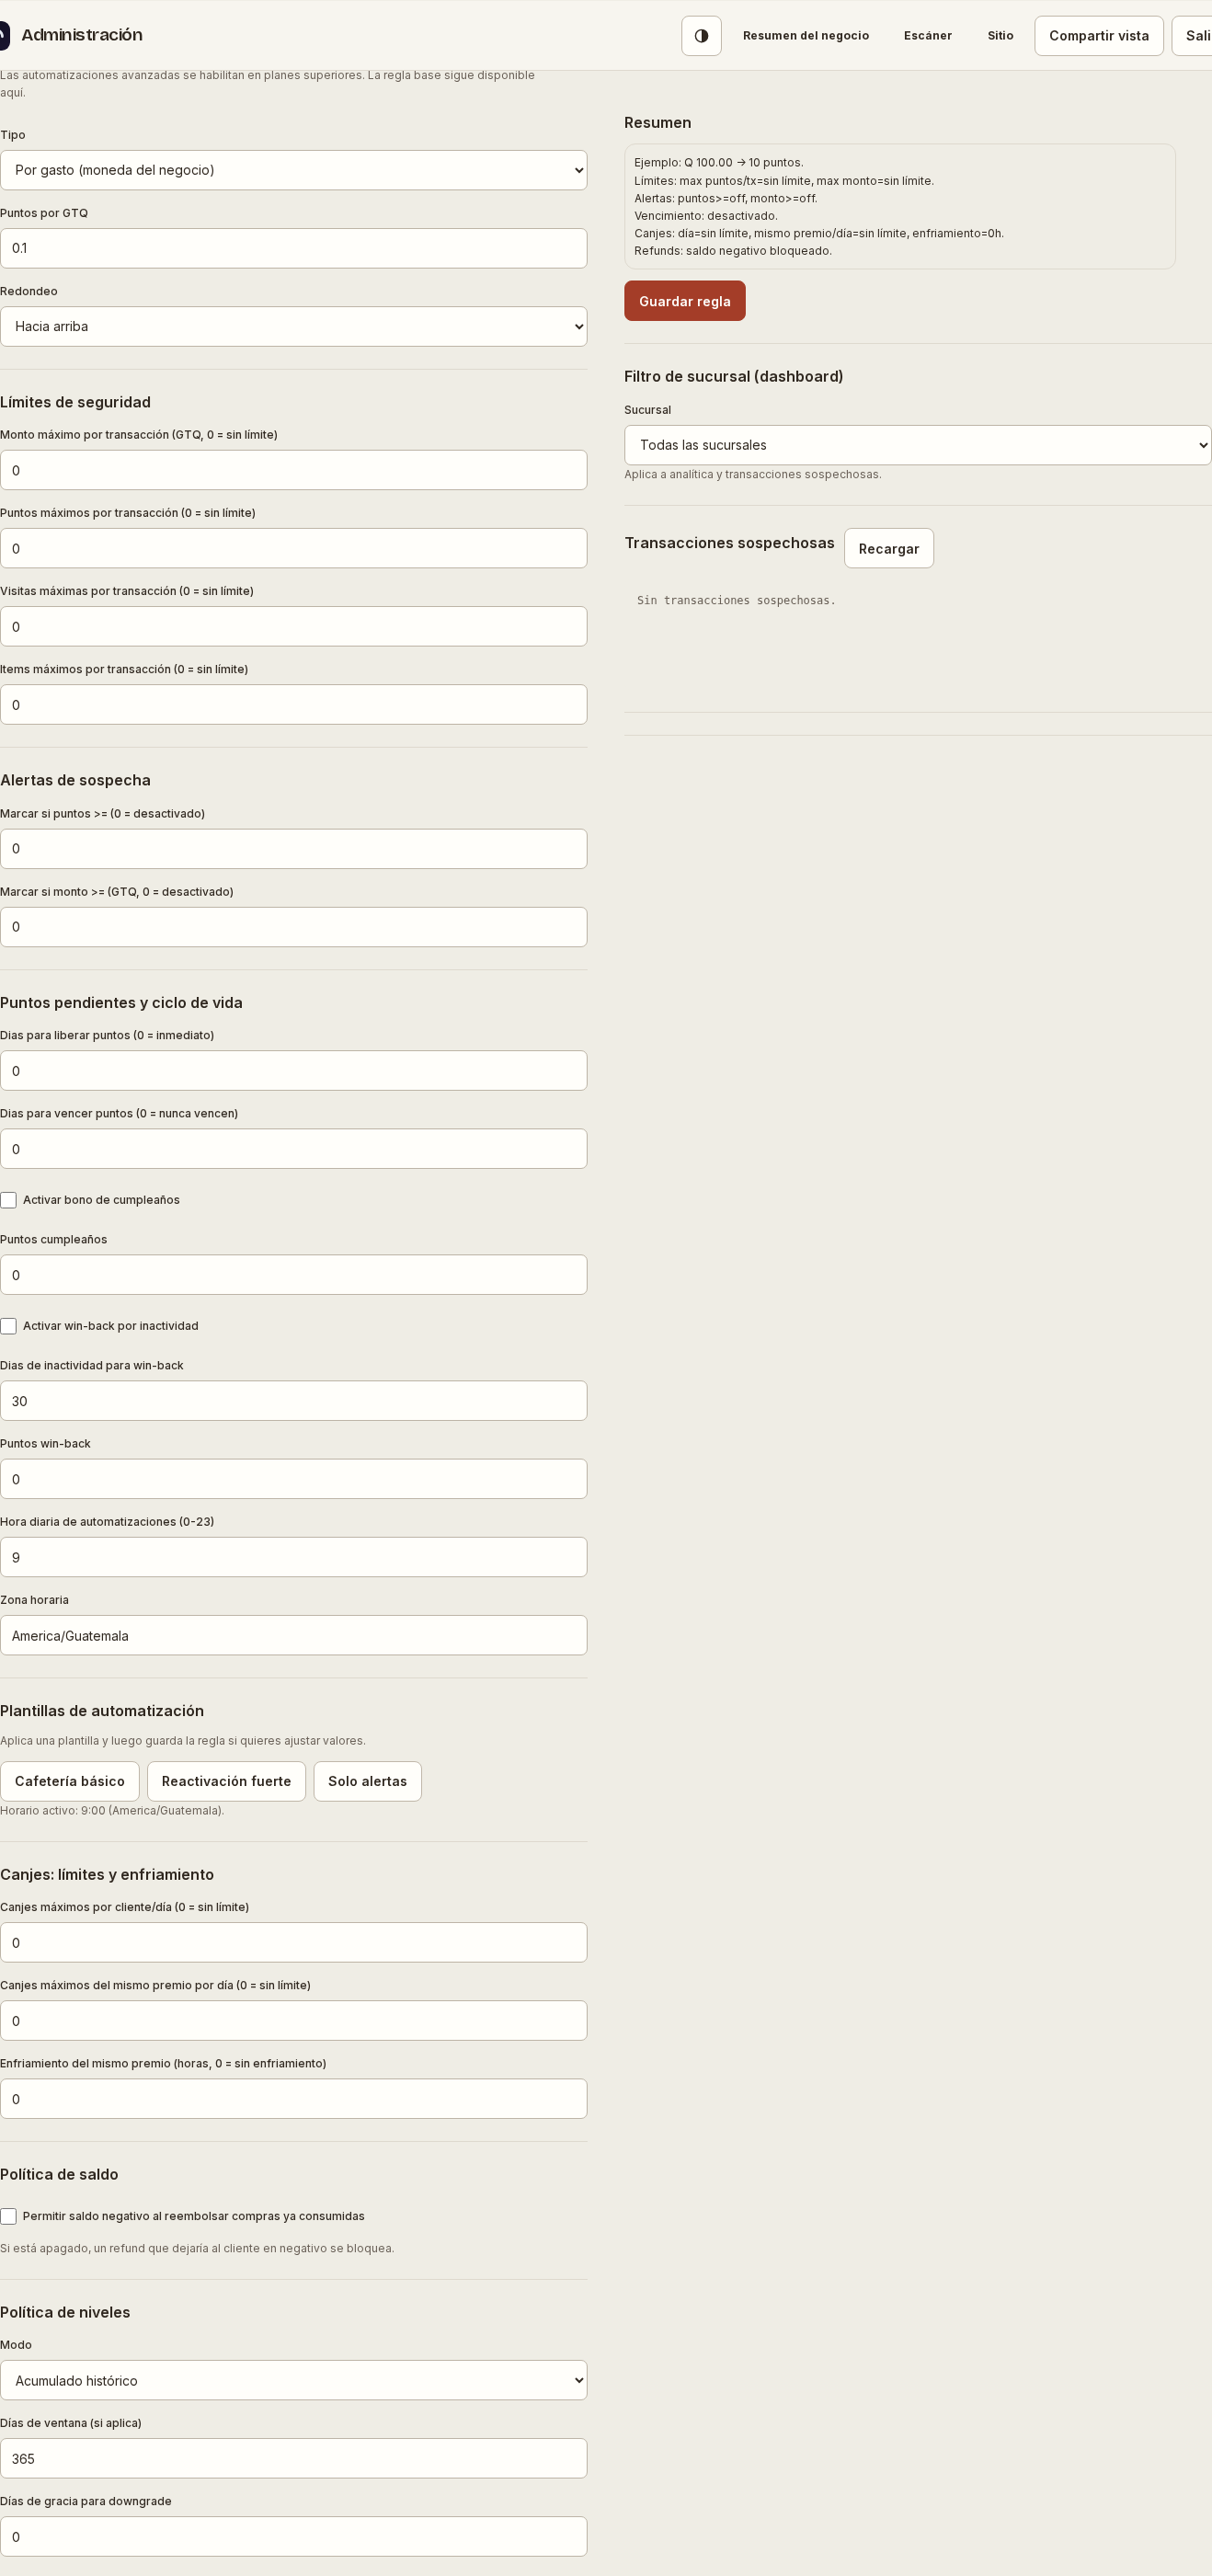 Administración
Resumen del negocio
Escáner
Sitio
Compartir vista
Las automatizaciones avanzadas se habilitan en planes superiores. La regla base sigue disponible
aquí.
Tipo
Por gasto (moneda del negocio)
Puntos por GTQ
0.1
Redondeo
Hacia arriba
Límites de seguridad
Monto máximo por transacción (GTQ, 0 = sin límite)
0
Puntos máximos por transacción (0 = sin límite)
0
Visitas máximas por transacción (0 = sin límite)
0
Items máximos por transacción (0 = sin límite)
0
Alertas de sospecha
Marcar si puntos >= (0 = desactivado)
0
Marcar si monto >= (GTQ, 0 = desactivado)
0
Puntos pendientes y ciclo de vida
Dias para liberar puntos (0 = inmediato)
0
Dias para vencer puntos (0 = nunca vencen)
0
Activar bono de cumpleaños
Puntos cumpleaños
0
Activar win-back por inactividad
Dias de inactividad para win-back
30
Puntos win-back
0
Hora diaria de automatizaciones (0-23)
9
Zona horaria
America/Guatemala
Plantillas de automatización
Aplica una plantilla y luego guarda la regla si quieres ajustar valores.
Cafetería básico
Reactivación fuerte
Solo alertas
Horario activo: 9:00 (America/Guatemala).
Canjes: límites y enfriamiento
Canjes máximos por cliente/día (0 = sin límite)
0
Canjes máximos del mismo premio por día (0 = sin límite)
0
Enfriamiento del mismo premio (horas, 0 = sin enfriamiento)
0
Política de saldo
Permitir saldo negativo al reembolsar compras ya consumidas
Si está apagado, un refund que dejaría al cliente en negativo se bloquea.
Política de niveles
Modo
Acumulado histórico
Días de ventana (si aplica)
365
Días de gracia para downgrade
0
Resumen
Ejemplo: Q 100.00 → 10 puntos.
Límites: max puntos/tx=sin límite, max monto=sin límite.
Alertas: puntos>=off, monto>=off.
Vencimiento: desactivado.
Canjes: día=sin límite, mismo premio/día=sin límite, enfriamiento=0h.
Refunds: saldo negativo bloqueado.
Guardar regla
Filtro de sucursal (dashboard)
Sucursal
Todas las sucursales
Aplica a analítica y transacciones sospechosas.
Transacciones sospechosas
Recargar
Sin transacciones sospechosas.